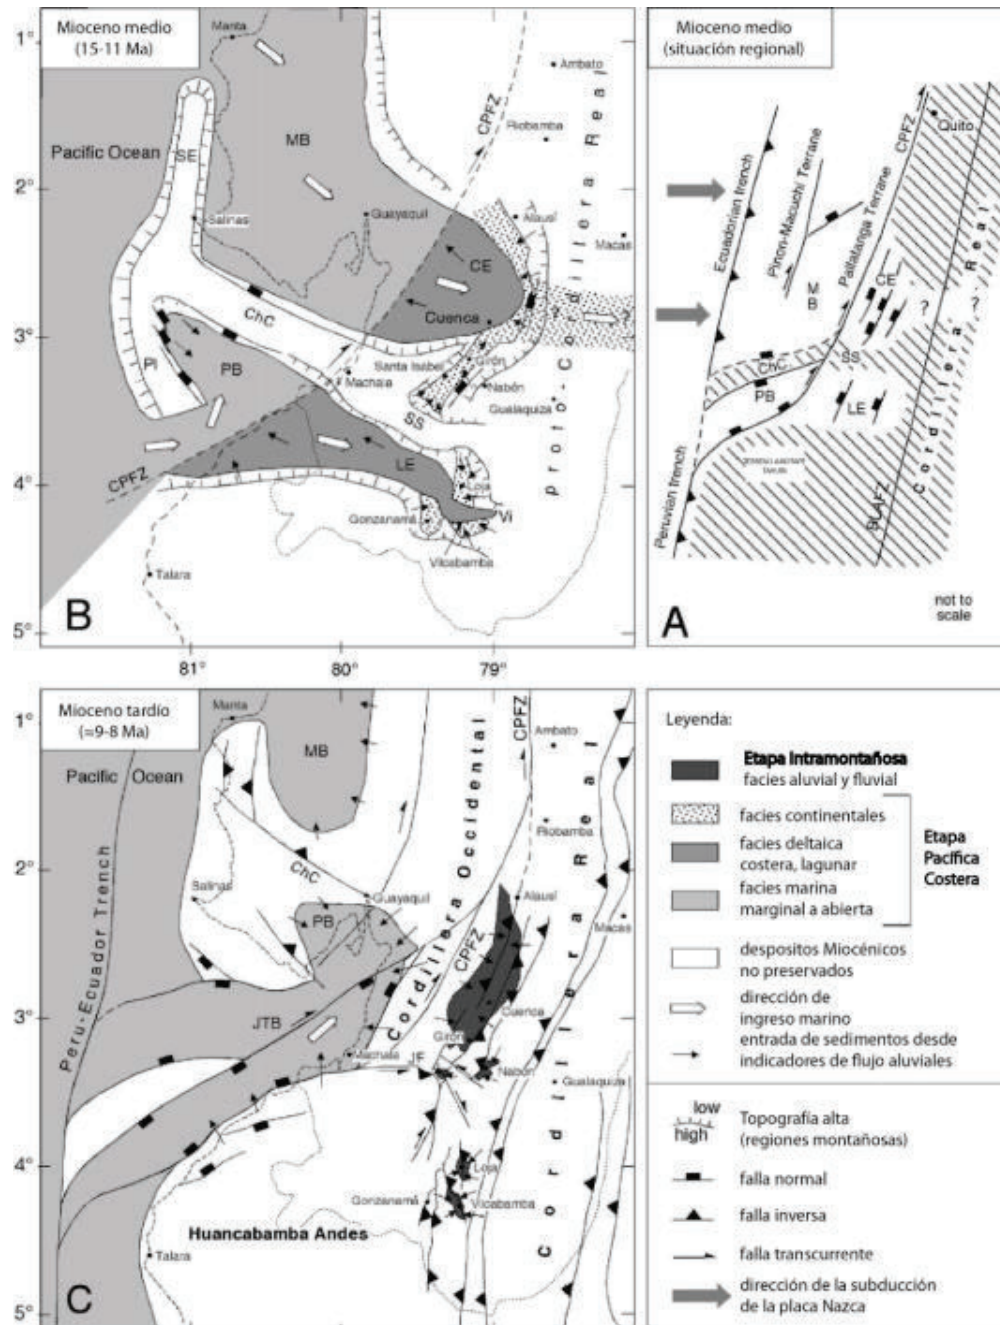 Mioceno medio
(15-11 Ma)
1°
2°
3°
4°
5°
Manta
Ambato
Riobamba
CPFZ
MB
Pacific Ocean
SE
Salinas
Guayaquil
Alausí
Macas
CE
Cuenca
ChC
PI
PB
Santa Isabel
Girón
Machala
Nabón
Gualaquiza
SS
proto-Cordillera Real
?
?
CPFZ
LE
Loja
Gonzanamá
Vi
Vilcabamba
Talara
B
81°
80°
79°
Mioceno medio
(situación regional)
Quito
CPFZ
Ecuadorian trench
Pinon-Macuchi Terrane
Pallatanga Terrane
MB
CE
?
?
SS
ChC
PB
LE
Peruvian trench
Cordillera Real
A
not to
scale
Mioceno tardío
(=9-8 Ma)
1°
2°
3°
4°
5°
Manta
Pacific Ocean
MB
CPFZ
Ambato
Riobamba
Peru-Ecuador Trench
ChC
Salinas
Guayaquil
PB
Cordillera Occidental
Alausí
Macas
CPFZ
Cuenca
JTB
Girón
Machala
JF
Nabón
Gualaquiza
Cordillera Real
Loja
Gonzanamá
Vilcabamba
Huancabamba Andes
Talara
C
Leyenda:
Etapa Intramontañosa
facies aluvial y fluvial
facies continentales
facies deltaica
costera, lagunar
facies marina
marginal a abierta
Etapa
Pacífica
Costera
despositos Miocénicos
no preservados
dirección de
ingreso marino
entrada de sedimentos desde
indicadores de flujo aluviales
low
high
Topografía alta
(regiones montañosas)
falla normal
falla inversa
falla transcurrente
dirección de la subducción
de la placa Nazca